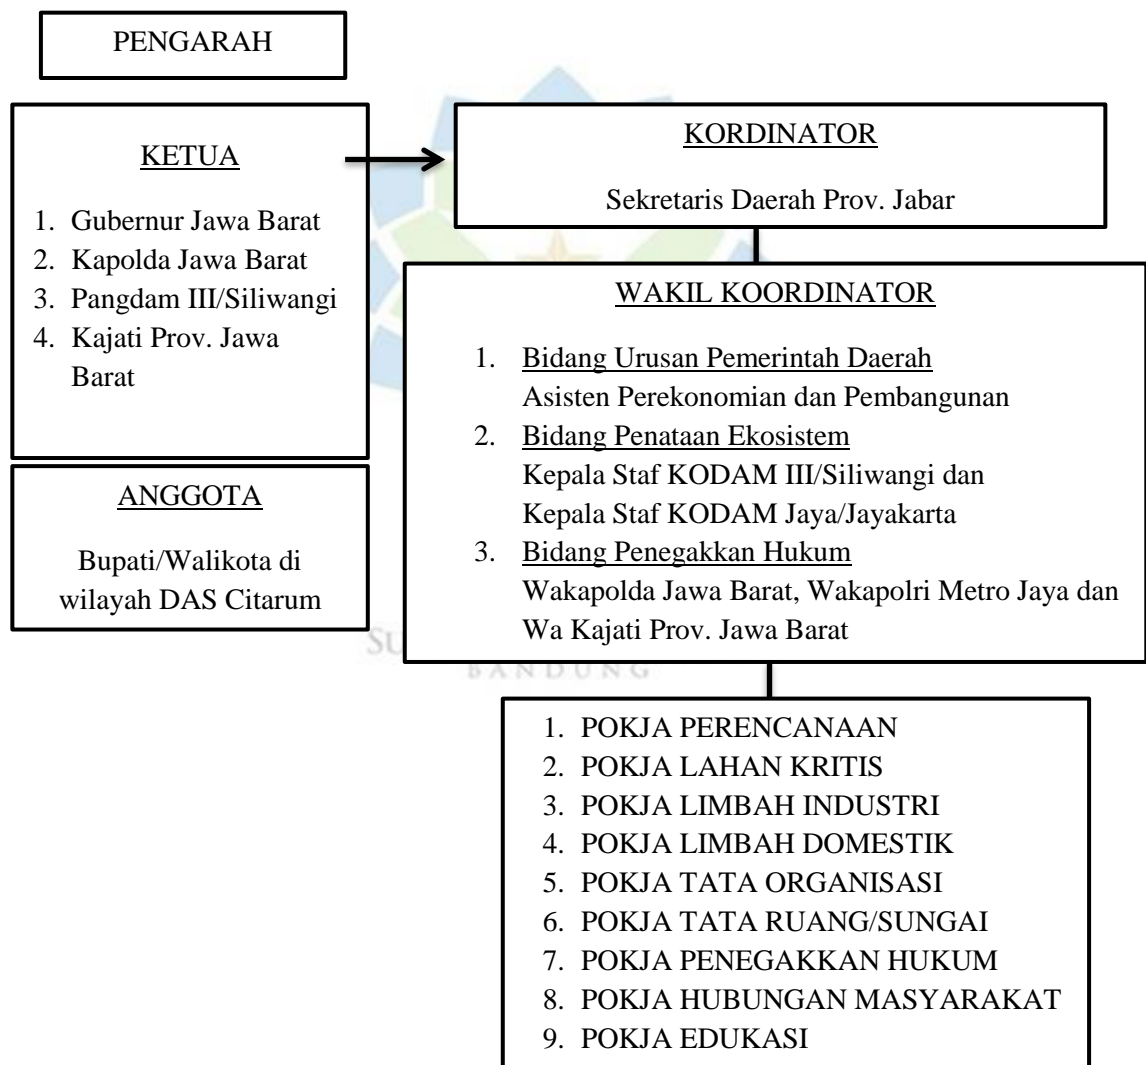 PENGARAH
KETUA
1. Gubernur Jawa Barat
2. Kapolda Jawa Barat
3. Pangdam III/Siliwangi
4. Kajati Prov. Jawa
Barat
ANGGOTA
Bupati/Walikota di
wilayah DAS Citarum
KORDINATOR
Sekretaris Daerah Prov. Jabar
WAKIL KOORDINATOR
1. Bidang Urusan Pemerintah Daerah
Asisten Perekonomian dan Pembangunan
2. Bidang Penataan Ekosistem
Kepala Staf KODAM III/Siliwangi dan
Kepala Staf KODAM Jaya/Jayakarta
3. Bidang Penegakkan Hukum
Wakapolda Jawa Barat, Wakapolri Metro Jaya dan
Wa Kajati Prov. Jawa Barat
BANDUNG
1. POKJA PERENCANAAN
2. POKJA LAHAN KRITIS
3. POKJA LIMBAH INDUSTRI
4. POKJA LIMBAH DOMESTIK
5. POKJA TATA ORGANISASI
6. POKJA TATA RUANG/SUNGAI
7. POKJA PENEGAKKAN HUKUM
8. POKJA HUBUNGAN MASYARAKAT
9. POKJA EDUKASI